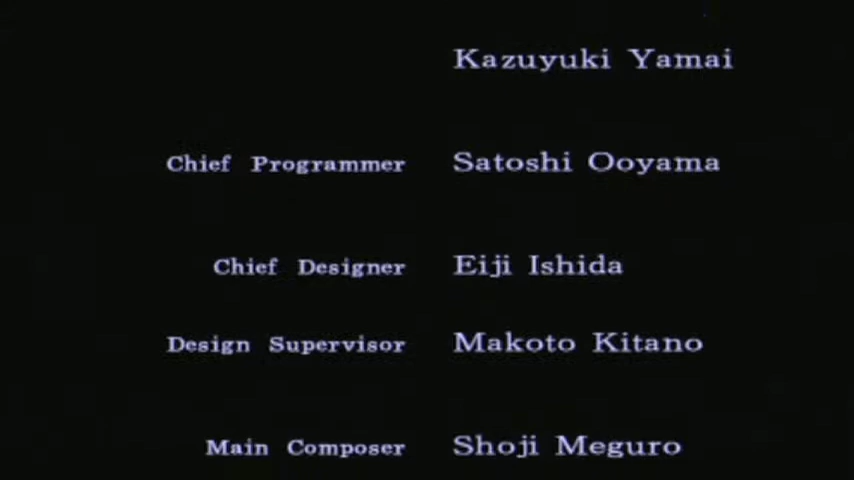 Kazuyuki Yamai
Chief Programmer Satoshi Ooyama
Chief Designer Eiji Ishida
Design Supervisor Makoto Kitano
Main Composer Shoji Meguro